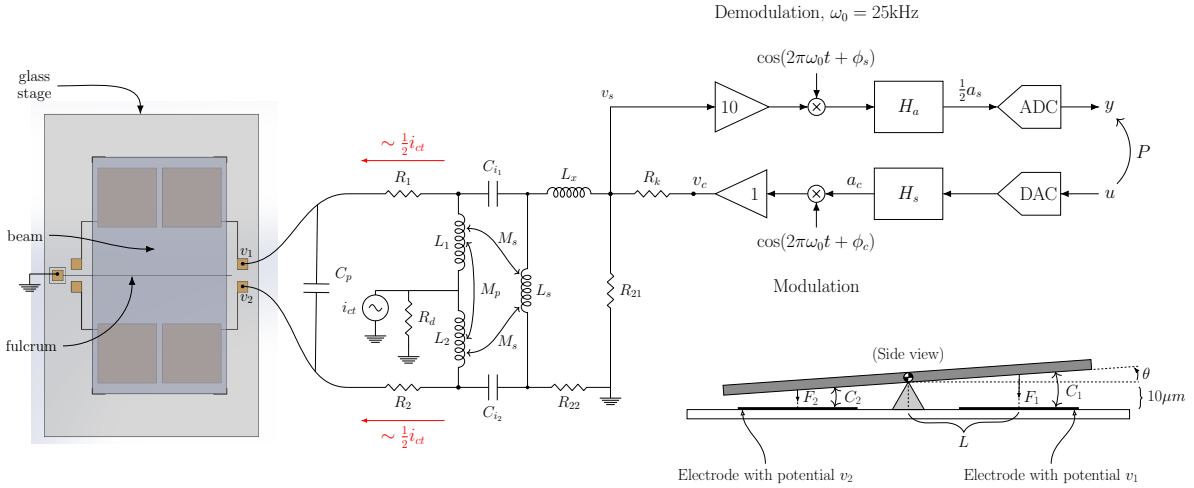 Demodulation, ω₀ = 25kHz
glass
stage
beam
fulcrum
v₁
v₂
C_p
∼ ½i_ct
R₁
C_i₁
L_x
L₁
M_s
M_p
L_s
i_ct
R_d
L₂
M_s
R₂
C_i₂
R₂₂
R₂₁
∼ ½i_ct
v_s
10
cos(2πω₀t + ϕ_s)
H_a
½a_s
ADC
y
P
R_k
v_c
1
a_c
H_s
DAC
u
cos(2πω₀t + ϕ_c)
Modulation
(Side view)
θ
F₂
C₂
F₁
C₁
10μm
L
Electrode with potential v₂
Electrode with potential v₁